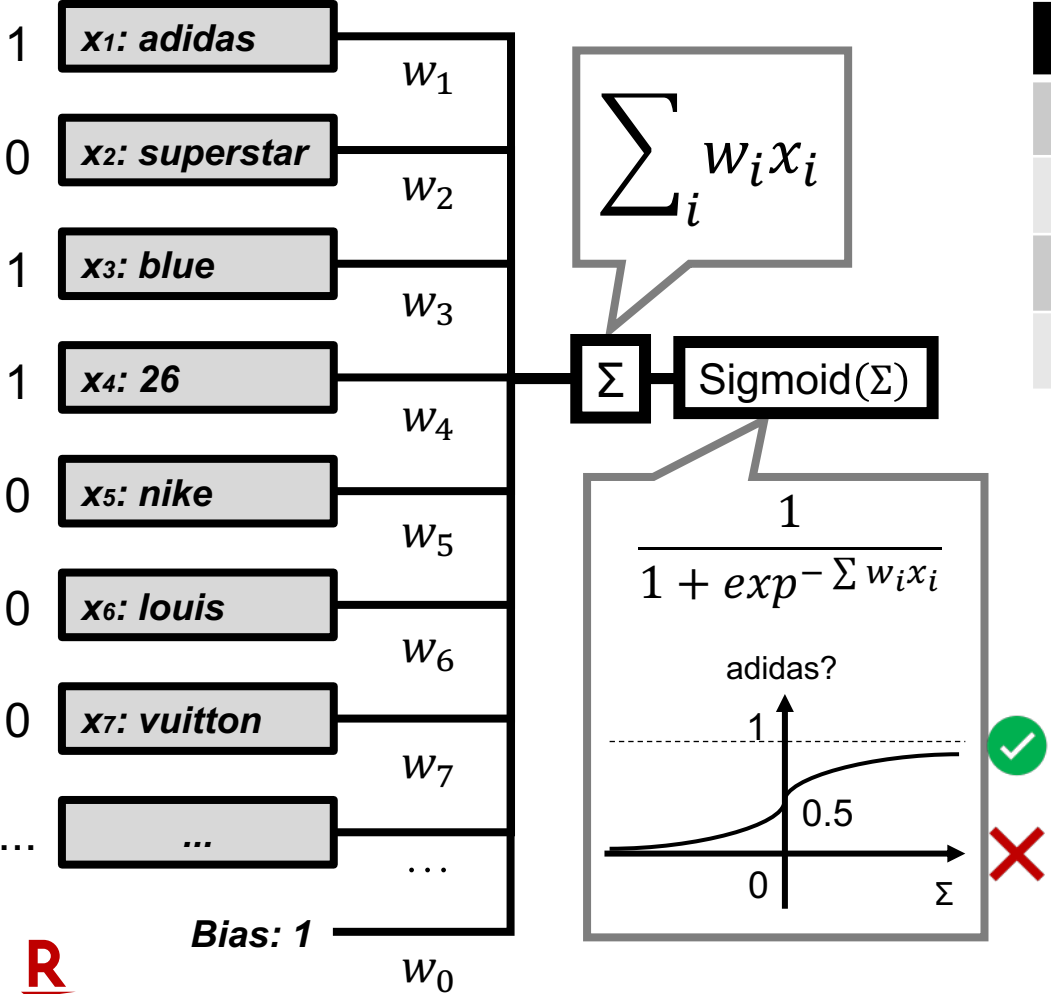 1 x1: adidas
w1
0 x2: superstar
w2
1 x3: blue
w3
1 x4: 26
w4
0 x5: nike
w5
0 x6: louis
w6
0 x7: vuitton
w7
... ...
...
Bias: 1
w0
R
∑i wixi
Σ
Sigmoid(Σ)
1
1 + exp^− ∑ wixi
adidas?
1
0.5
0
Σ